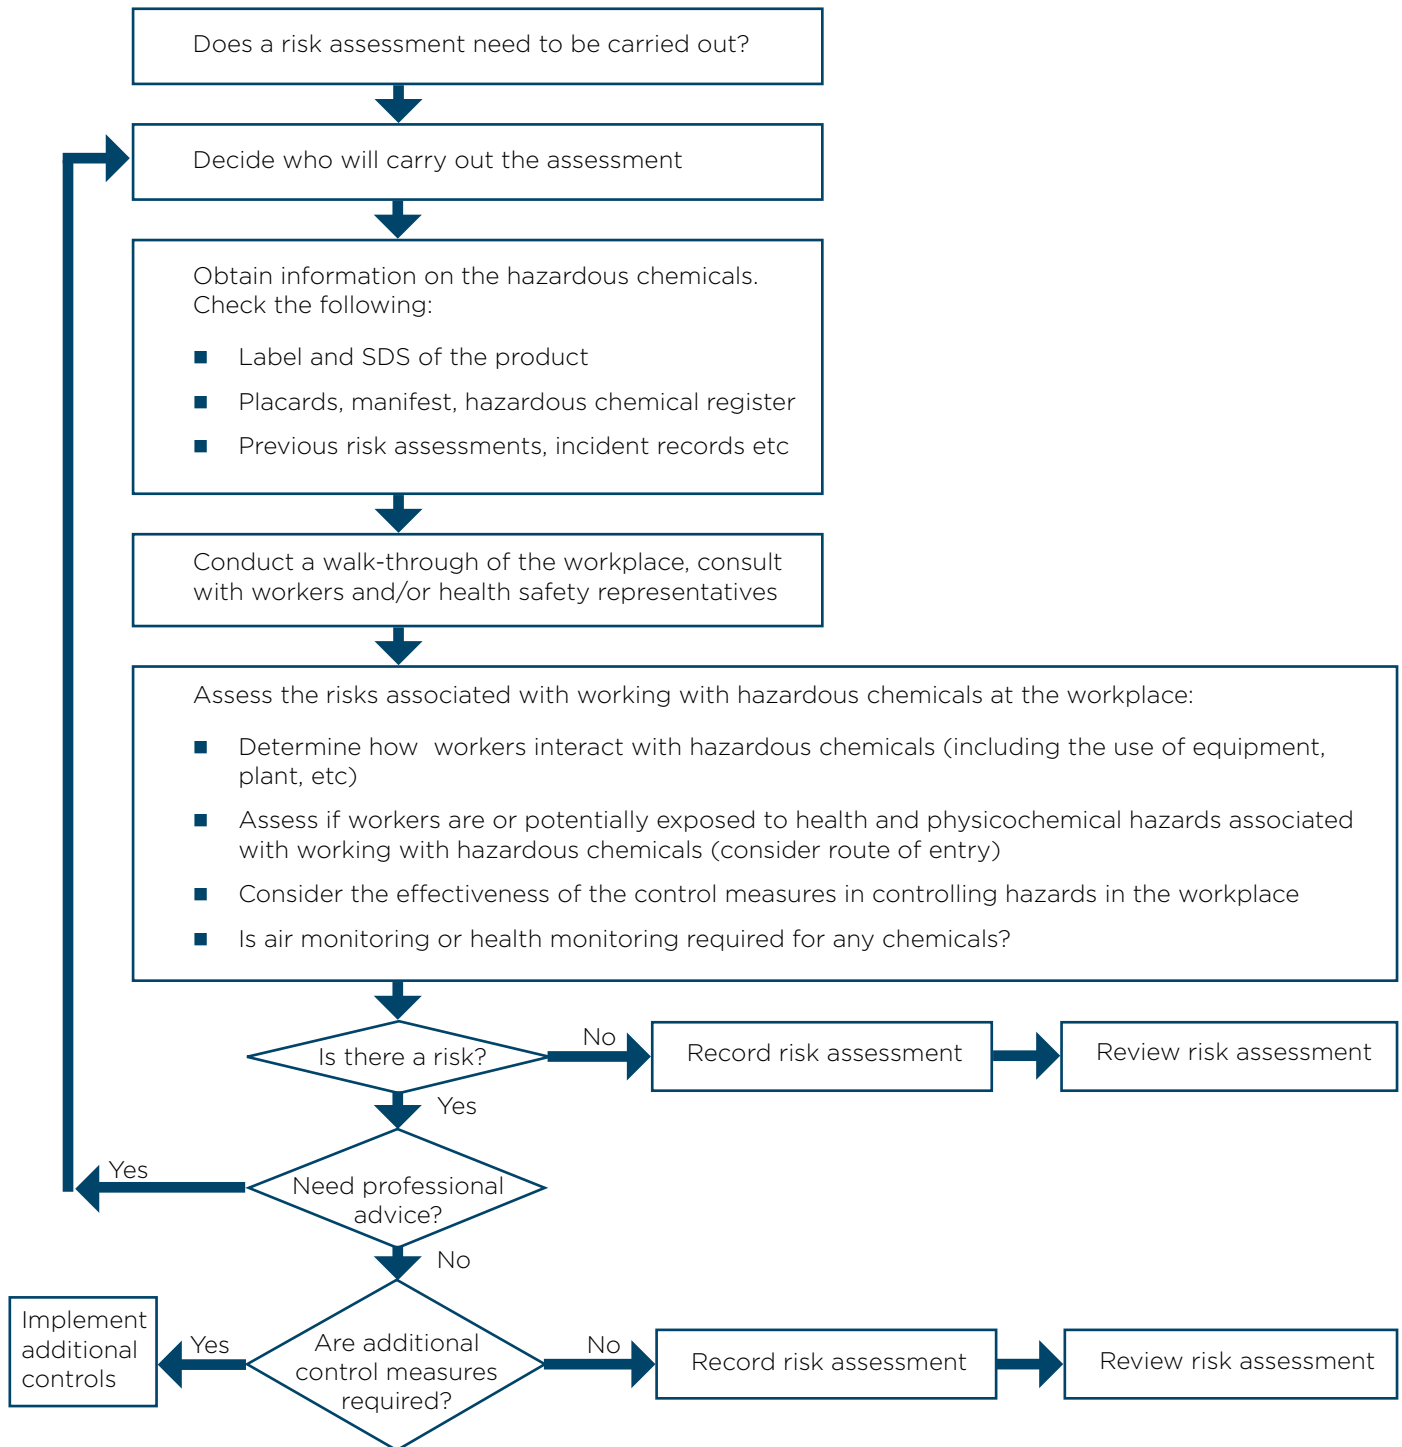 Does a risk assessment need to be carried out?
Decide who will carry out the assessment
Obtain information on the hazardous chemicals.
Check the following:
■ Label and SDS of the product
■ Placards, manifest, hazardous chemical register
■ Previous risk assessments, incident records etc
Conduct a walk-through of the workplace, consult
with workers and/or health safety representatives
Assess the risks associated with working with hazardous chemicals at the workplace:
■ Determine how  workers interact with hazardous chemicals (including the use of equipment,
plant, etc)
■ Assess if workers are or potentially exposed to health and physicochemical hazards associated
with working with hazardous chemicals (consider route of entry)
■ Consider the effectiveness of the control measures in controlling hazards in the workplace
■ Is air monitoring or health monitoring required for any chemicals?
Is there a risk?
No
Record risk assessment
Review risk assessment
Yes
Need professional
advice?
Yes
No
Are additional
control measures
required?
Yes
Implement
additional
controls
No
Record risk assessment
Review risk assessment